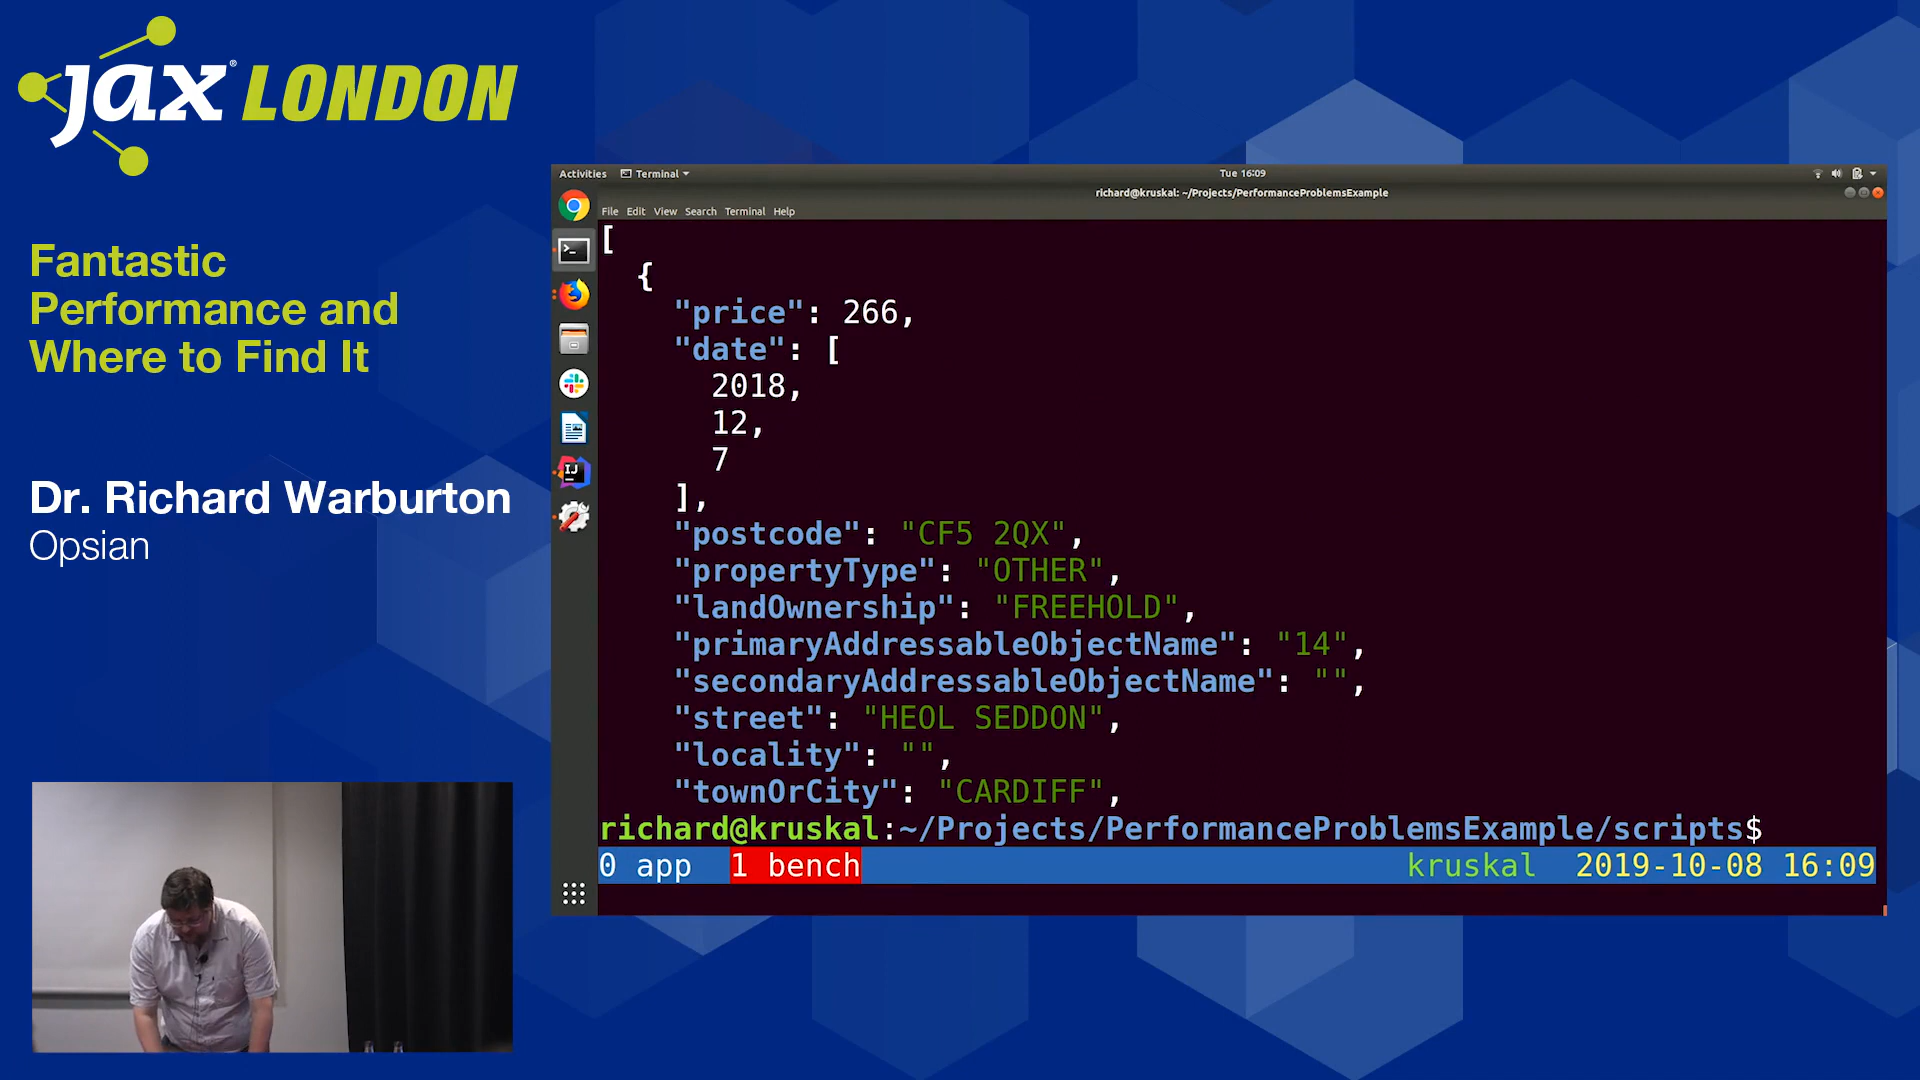 jax® LONDON
Fantastic
Performance and
Where to Find It
Dr. Richard Warburton
Opsian
Activities Terminal Tue 16:09
richard@kruskal: ~/Projects/PerformanceProblemsExample
File Edit View Search Terminal Help
[
{
"price": 266,
"date": [
2018,
12,
7
],
"postcode": "CF5 2QX",
"propertyType": "OTHER",
"landOwnership": "FREEHOLD",
"primaryAddressableObjectName": "14",
"secondaryAddressableObjectName": "",
"street": "HEOL SEDDON",
"locality": "",
"townOrCity": "CARDIFF",
richard@kruskal:~/Projects/PerformanceProblemsExample/scripts$
0 app 1 bench kruskal 2019-10-08 16:09
IJ